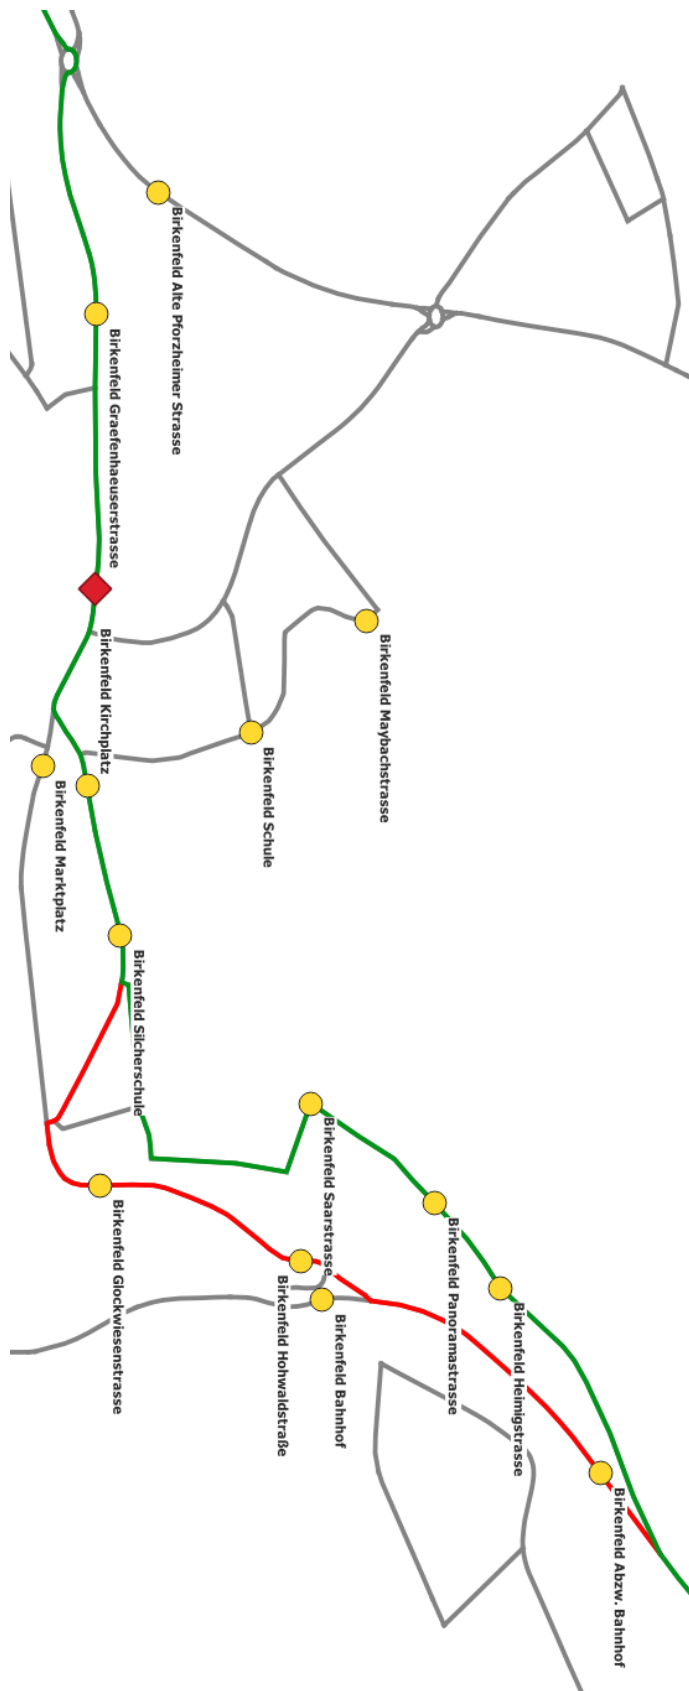 Birkenfeld Alte Pforzheimer Strasse
Birkenfeld Graefenhaeuserstrasse
Birkenfeld Kirchplatz
Birkenfeld Maybachstrasse
Birkenfeld Schule
Birkenfeld Marktplatz
Birkenfeld Silcherschule
Birkenfeld Saarstrasse
Birkenfeld Glockwiesenstrasse
Birkenfeld Panoramastrasse
Birkenfeld Hohwaldstraße
Birkenfeld Bahnhof
Birkenfeld Heimigstrasse
Birkenfeld Abzw. Bahnhof